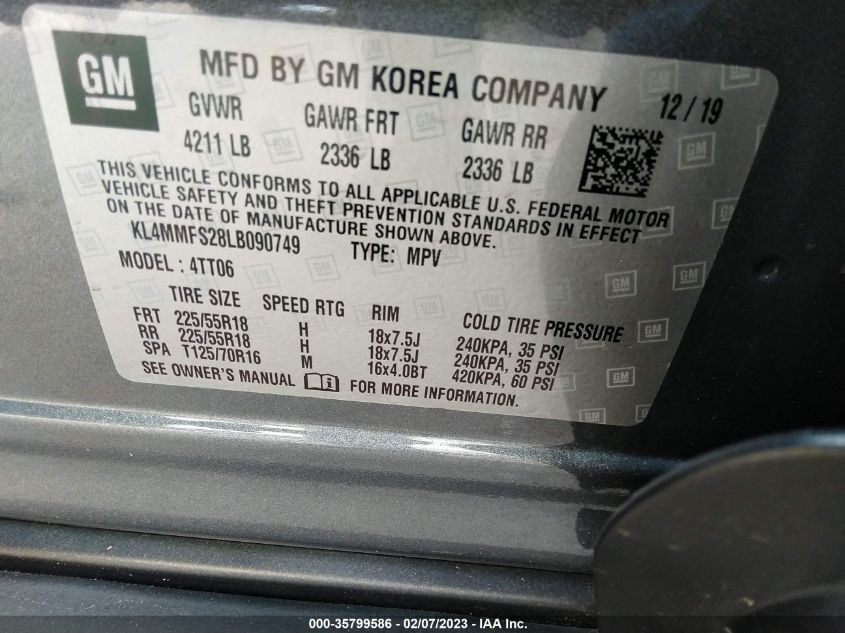 GM
MFD BY GM KOREA COMPANY 12/19
GVWR GAWR FRT GAWR RR
4211 LB 2336 LB 2336 LB
THIS VEHICLE CONFORMS TO ALL APPLICABLE U.S. FEDERAL MOTOR
VEHICLE SAFETY AND THEFT PREVENTION STANDARDS IN EFFECT
ON THE DATE OF MANUFACTURE SHOWN ABOVE.
KL4MMFS28LB090749 TYPE: MPV
MODEL: 4TT06
TIRE SIZE SPEED RTG RIM COLD TIRE PRESSURE
FRT 225/55R18 H 18x7.5J 240KPA, 35 PSI
RR 225/55R18 H 18x7.5J 240KPA, 35 PSI
SPA T125/70R16 M 16x4.0BT 420KPA, 60 PSI
SEE OWNER'S MANUAL i FOR MORE INFORMATION.
000-35799586 - 02/07/2023 - IAA Inc.